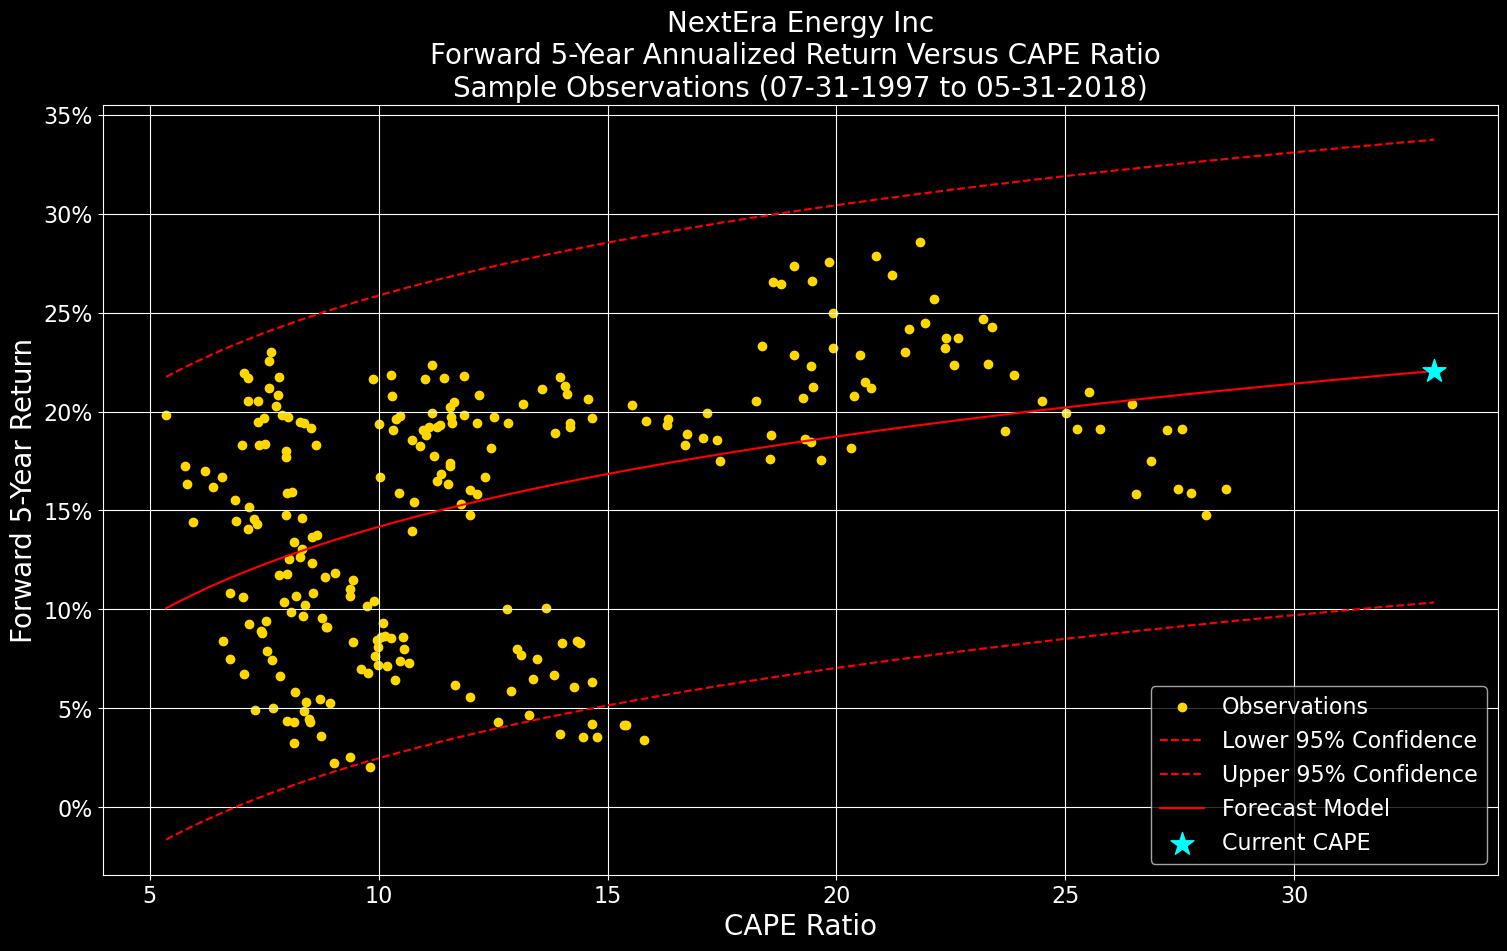 NextEra Energy Inc
Forward 5-Year Annualized Return Versus CAPE Ratio
Sample Observations (07-31-1997 to 05-31-2018)
35%
30%
25%
20%
15%
10%
5%
0%
Forward 5-Year Return
5
10
15
20
25
30
CAPE Ratio
Observations
Lower 95% Confidence
Upper 95% Confidence
Forecast Model
Current CAPE